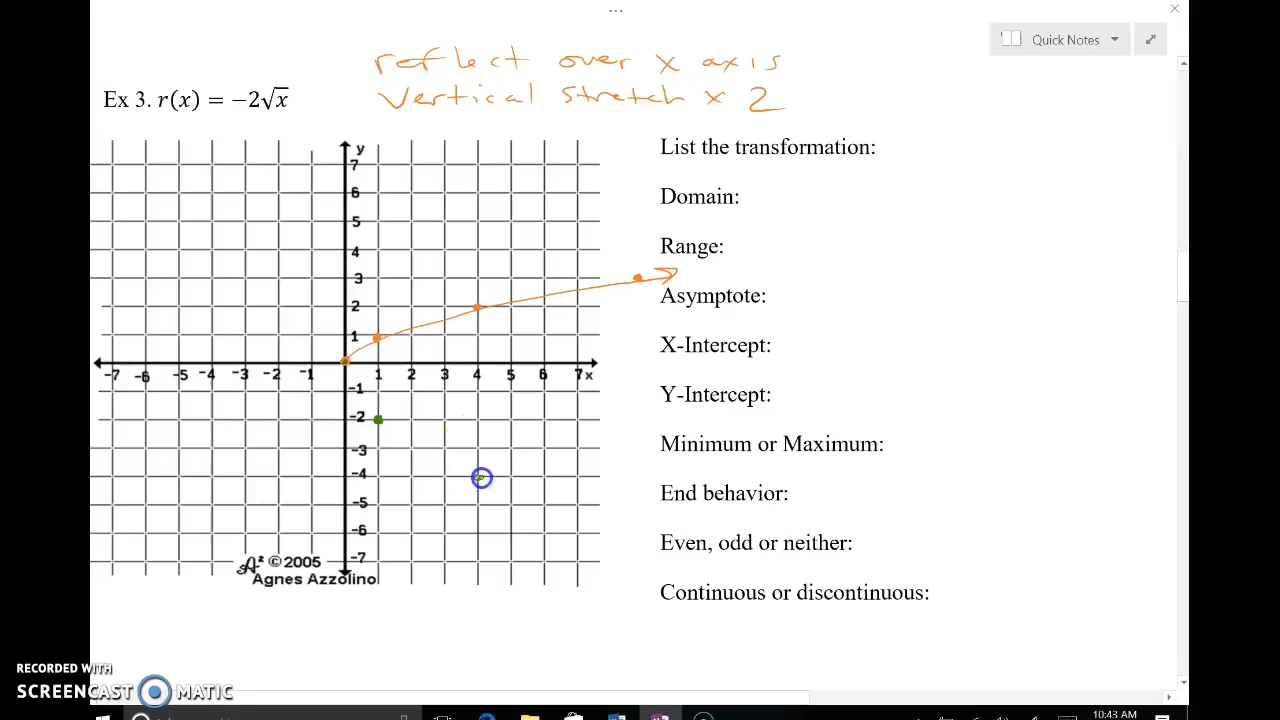 ...
Quick Notes
reflect over x axis
Vertical Stretch x 2
Ex 3. r(x) = −2√x
y
7
6
5
4
3
2
1
-7 -6 -5 -4 -3 -2 -1 1 2 3 4 5 6 7x
-1
-2
-3
-4
-5
-6
-7
A² ©2005
Agnes Azzolino
List the transformation:
Domain:
Range:
Asymptote:
X-Intercept:
Y-Intercept:
Minimum or Maximum:
End behavior:
Even, odd or neither:
Continuous or discontinuous:
RECORDED WITH
SCREENCAST MATIC
10:43 AM